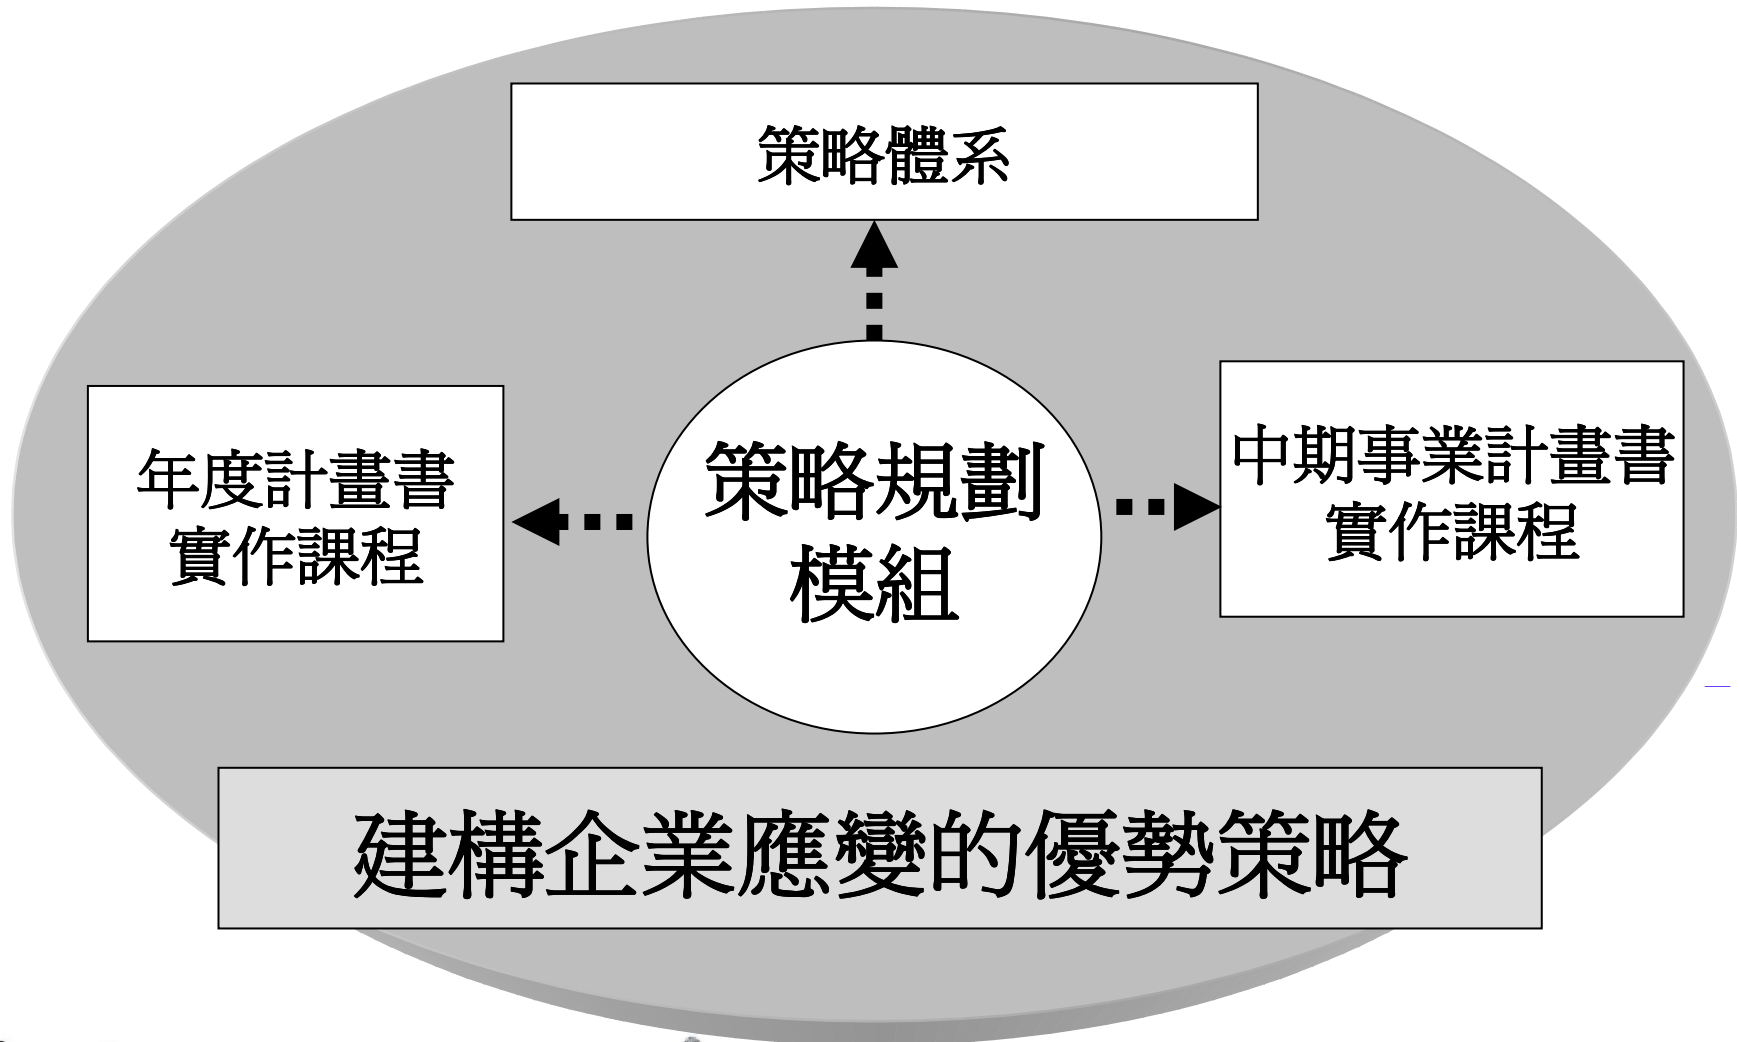 策略體系
年度計畫書
實作課程
策略規劃
模組
中期事業計畫書
實作課程
建構企業應變的優勢策略